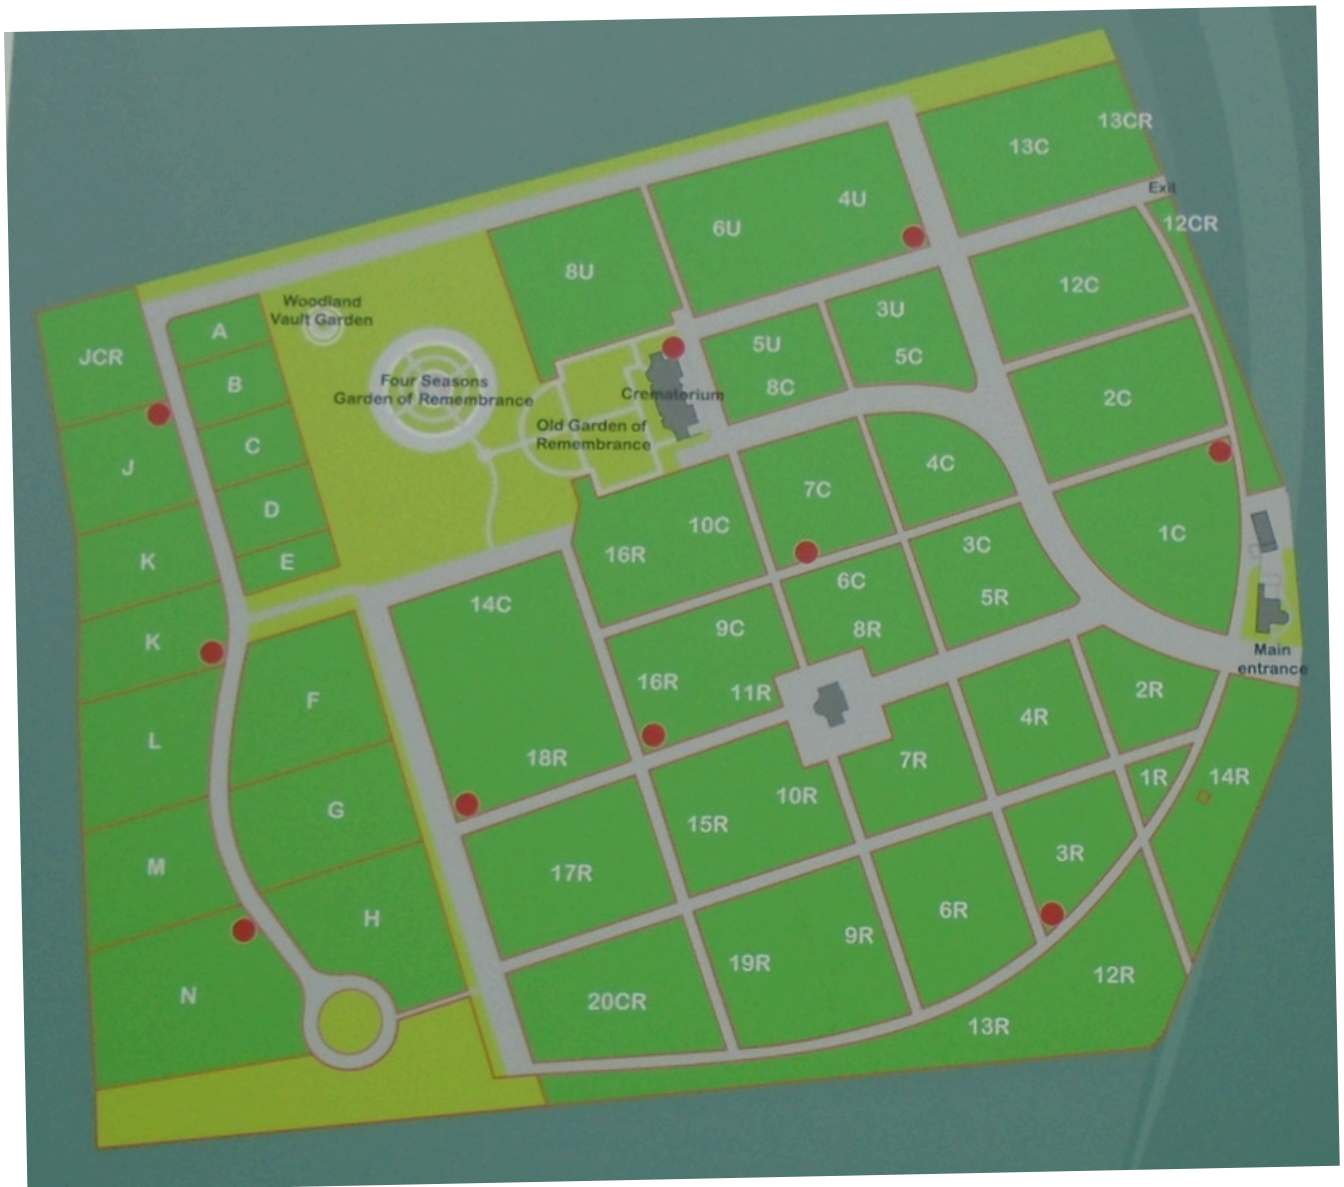 13CR
13C
Exit
12CR
4U
6U
8U
12C
Woodland
Vault Garden
A
3U
5U
5C
JCR
B
8C
Four Seasons
Garden of Remembrance
Crematorium
2C
Old Garden of
Remembrance
C
J
4C
7C
D
10C
1C
16R
3C
K
E
6C
5R
14C
9C
8R
K
Main
entrance
16R
11R
2R
F
4R
L
18R
7R
1R
14R
10R
G
15R
3R
M
17R
6R
H
9R
19R
12R
N
20CR
13R